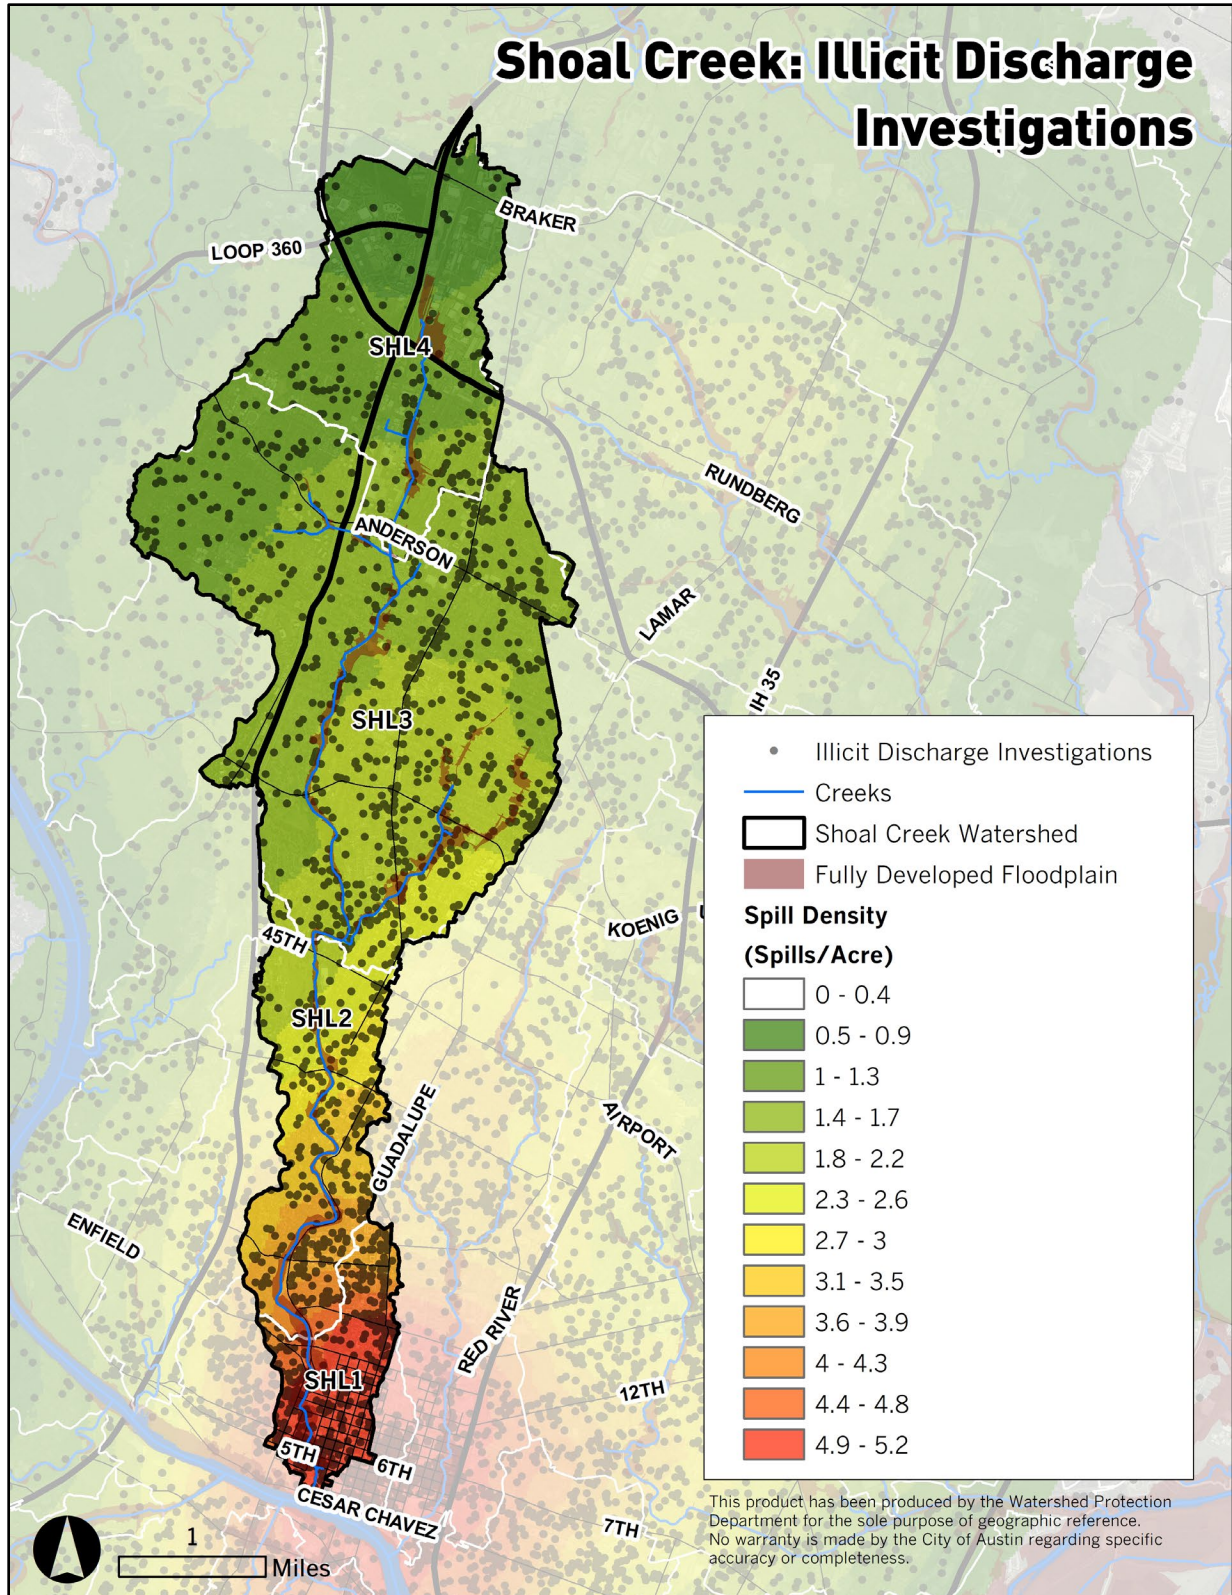 Shoal Creek: Illicit Discharge
Investigations
BRAKER
LOOP 360
SHL4
RUNDBERG
ANDERSON
LAMAR
IH 35
SHL3
Illicit Discharge Investigations
Creeks
Shoal Creek Watershed
Fully Developed Floodplain
Spill Density
(Spills/Acre)
0 - 0.4
0.5 - 0.9
1 - 1.3
1.4 - 1.7
1.8 - 2.2
2.3 - 2.6
2.7 - 3
3.1 - 3.5
3.6 - 3.9
4 - 4.3
4.4 - 4.8
4.9 - 5.2
KOENIG
45TH
SHL2
GUADALUPE
AIRPORT
ENFIELD
RED RIVER
SHL1
12TH
5TH
6TH
CESAR CHAVEZ
7TH
1
Miles
This product has been produced by the Watershed Protection
Department for the sole purpose of geographic reference.
No warranty is made by the City of Austin regarding specific
accuracy or completeness.